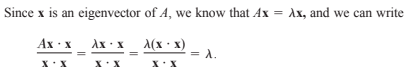 Since x is an eigenvector of A, we know that Ax = λx, and we can write
Ax · x / x · x = λx · x / x · x = λ(x · x) / x · x = λ.